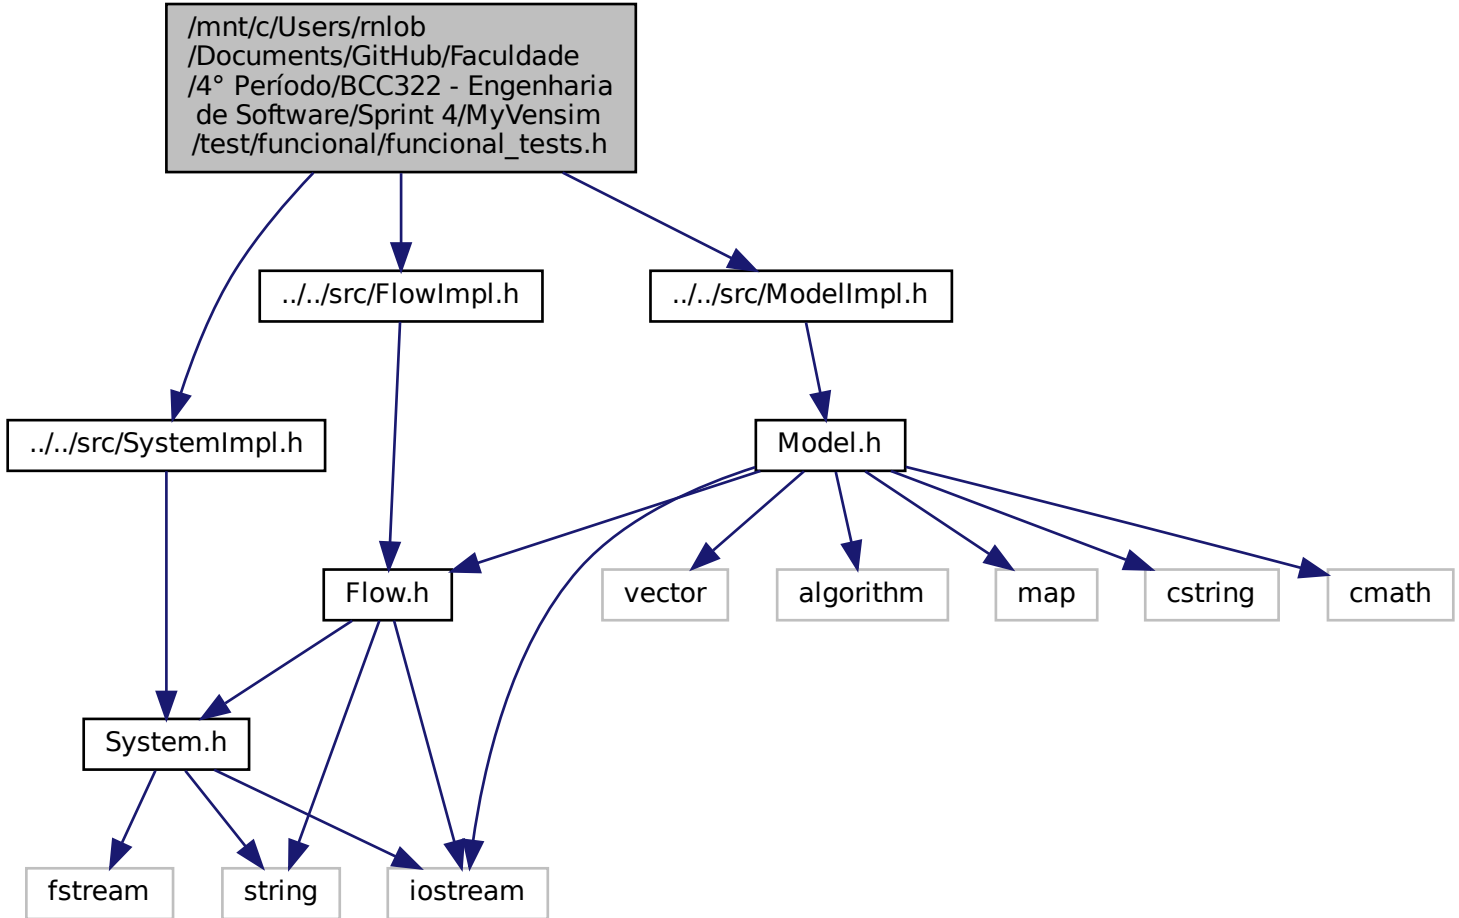 /mnt/c/Users/rnlob
/Documents/GitHub/Faculdade
/4° Período/BCC322 - Engenharia
de Software/Sprint 4/MyVensim
/test/funcional/funcional_tests.h
../../src/FlowImpl.h
../../src/ModelImpl.h
../../src/SystemImpl.h
Model.h
Flow.h
vector
algorithm
map
cstring
cmath
System.h
fstream
string
iostream